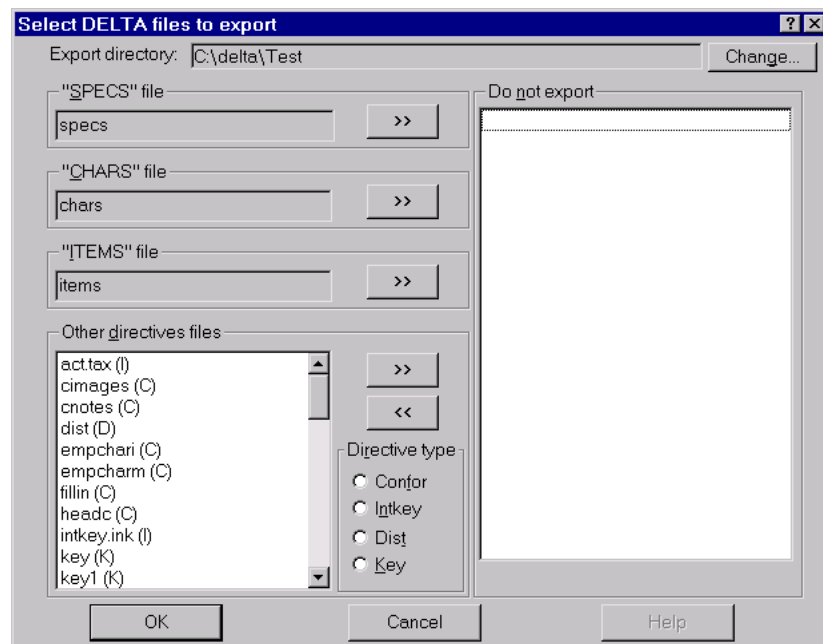 Select DELTA files to export
Export directory: C:\delta\Test Change...
"SPECS" file
specs >>
"CHARS" file
chars >>
"ITEMS" file
items >>
Other directives files
act.tax (I)
cimages (C)
cnotes (C)
dist (D)
empchari (C)
empcharm (C)
fillin (C)
headc (C)
intkey.ink (I)
key (K)
key1 (K)
>>
<<
Directive type
Confor
Intkey
Dist
Key
Do not export
OK Cancel Help